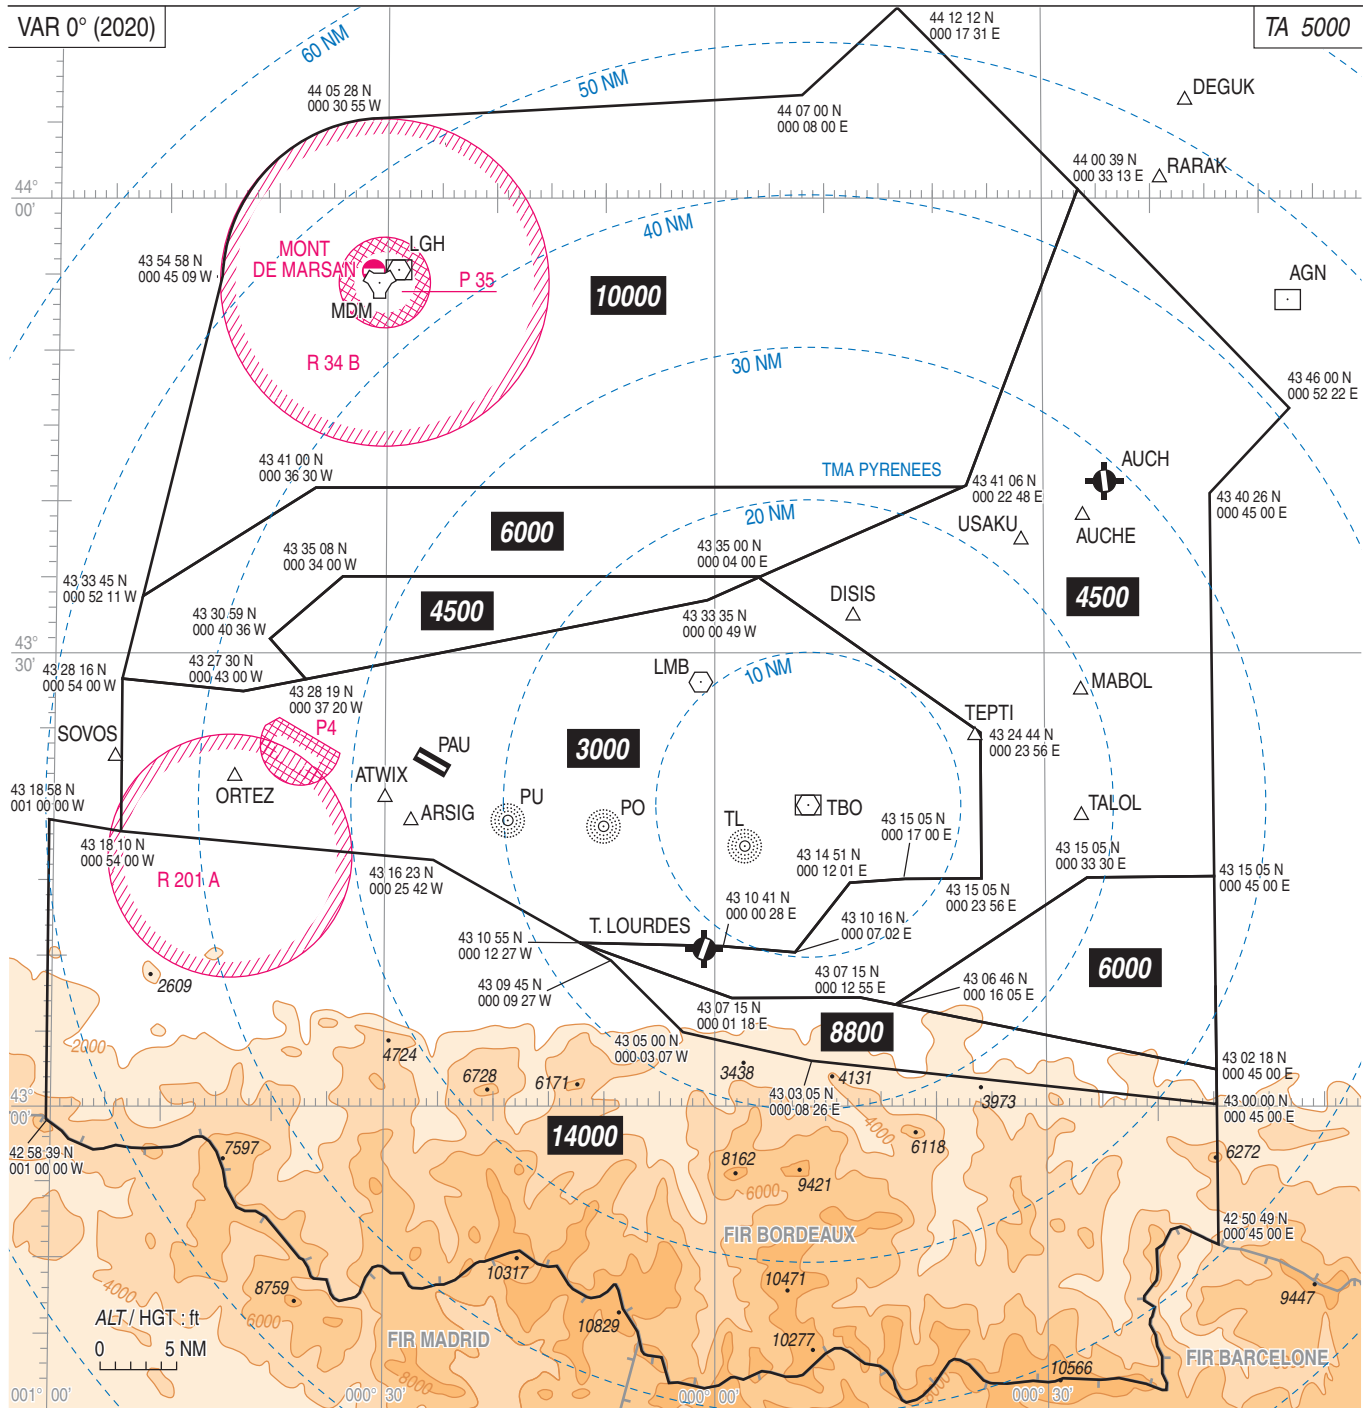 VAR 0° (2020)
TA 5000
60 NM
50 NM
44 12 12 N
000 17 31 E
DEGUK
44 05 28 N
000 30 55 W
44 07 00 N
000 08 00 E
44 00 39 N
000 33 13 E
RARAK
44°
00'
40 NM
MONT
DE MARSAN
LGH
P 35
MDM
43 54 58 N
000 45 09 W
10000
AGN
R 34 B
30 NM
43 46 00 N
000 52 22 E
43 41 00 N
000 36 30 W
TMA PYRENEES
43 41 06 N
000 22 48 E
AUCH
43 40 26 N
000 45 00 E
6000
20 NM
USAKU
AUCHE
43 35 08 N
000 34 00 W
43 35 00 N
000 04 00 E
43 33 45 N
000 52 11 W
4500
DISIS
4500
43 30 59 N
000 40 36 W
43 33 35 N
000 00 49 W
43°
30'
43 28 16 N
000 54 00 W
43 27 30 N
000 43 00 W
43 28 19 N
000 37 20 W
LMB
10 NM
MABOL
P4
SOVOS
TEPTI
43 24 44 N
000 23 56 E
3000
PAU
ATWIX
ORTEZ
43 18 58 N
001 00 00 W
ARSIG
PU
PO
TL
TBO
TALOL
43 15 05 N
000 17 00 E
43 18 10 N
000 54 00 W
43 16 23 N
000 25 42 W
R 201 A
43 14 51 N
000 12 01 E
43 15 05 N
000 33 30 E
43 15 05 N
000 23 56 E
43 15 05 N
000 45 00 E
T. LOURDES
43 10 41 N
000 00 28 E
43 10 16 N
000 07 02 E
43 10 55 N
000 12 27 W
43 09 45 N
000 09 27 W
43 07 15 N
000 01 18 E
43 07 15 N
000 12 55 E
43 06 46 N
000 16 05 E
6000
2609
8800
43 05 00 N
000 03 07 W
43 02 18 N
000 45 00 E
2000
4724
6728
6171
3438
43 03 05 N
000 08 26 E
4131
3973
43 00 00 N
000 45 00 E
43°
00'
14000
4000
6118
42 58 39 N
001 00 00 W
7597
8162
9421
6000
6272
42 50 49 N
000 45 00 E
FIR BORDEAUX
10317
10471
4000
8759
6000
10829
9447
ALT / HGT : ft
0 5 NM
FIR MADRID
10277
FIR BARCELONE
8000
10566
001° 00'
000° 30'
000° 00'
000° 30'